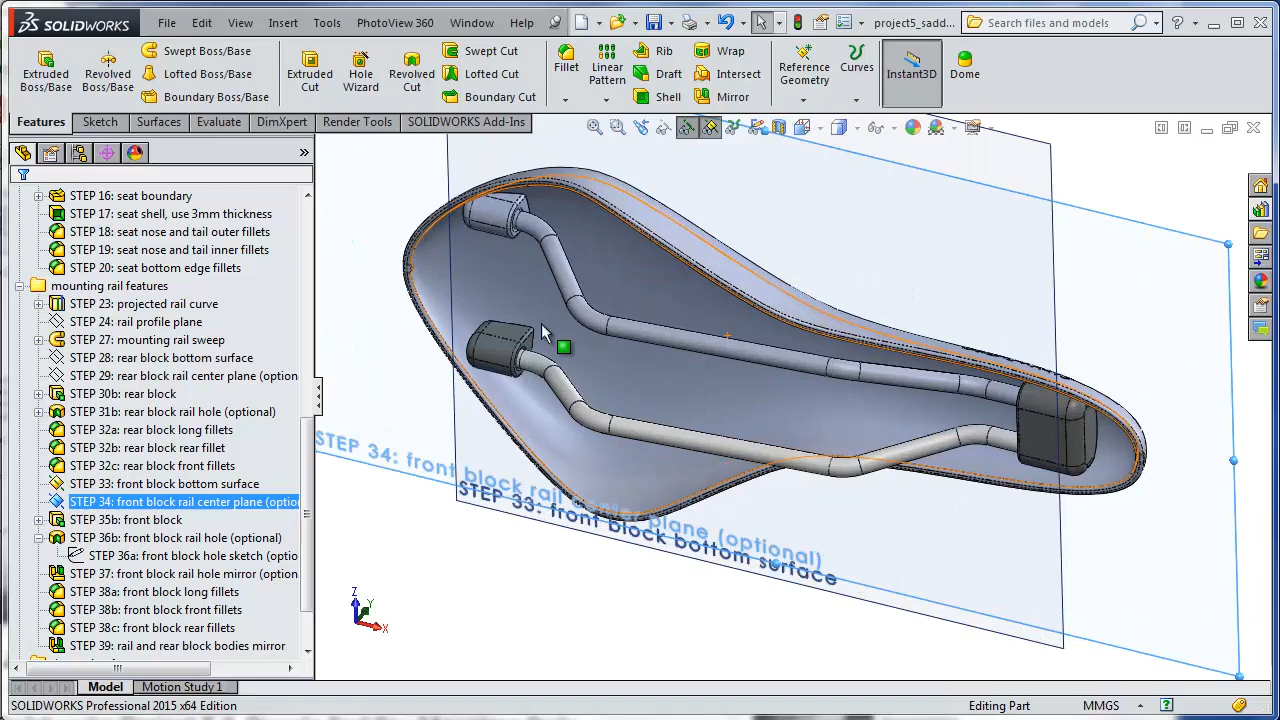 SOLIDWORKS File Edit View Insert Tools PhotoView 360 Window Help project5_sadd... Search files and models
Extruded Boss/Base
Revolved Boss/Base
Swept Boss/Base
Lofted Boss/Base
Boundary Boss/Base
Extruded Cut
Hole Wizard
Revolved Cut
Swept Cut
Lofted Cut
Boundary Cut
Fillet
Linear Pattern
Rib
Draft
Shell
Wrap
Intersect
Mirror
Reference Geometry
Curves
Instant3D
Dome
Features Sketch Surfaces Evaluate DimXpert Render Tools SOLIDWORKS Add-Ins
STEP 16: seat boundary
STEP 17: seat shell, use 3mm thickness
STEP 18: seat nose and tail outer fillets
STEP 19: seat nose and tail inner fillets
STEP 20: seat bottom edge fillets
mounting rail features
STEP 23: projected rail curve
STEP 24: rail profile plane
STEP 27: mounting rail sweep
STEP 28: rear block bottom surface
STEP 29: rear block rail center plane (option
STEP 30b: rear block
STEP 31b: rear block rail hole (optional)
STEP 32a: rear block long fillets
STEP 32b: rear block rear fillet
STEP 32c: rear block front fillets
STEP 33: front block bottom surface
STEP 34: front block rail center plane (optio
STEP 35b: front block
STEP 36b: front block rail hole (optional)
STEP 36a: front block hole sketch (optio
STEP 37: front block rail hole mirror (option
STEP 38a: front block long fillets
STEP 38b: front block front fillets
STEP 38c: front block rear fillets
STEP 39: rail and rear block bodies mirror
STEP 34: front block rail center plane (optional)
STEP 33: front block bottom surface
Z
Y
X
Model Motion Study 1
SOLIDWORKS Professional 2015 x64 Edition Editing Part MMGS